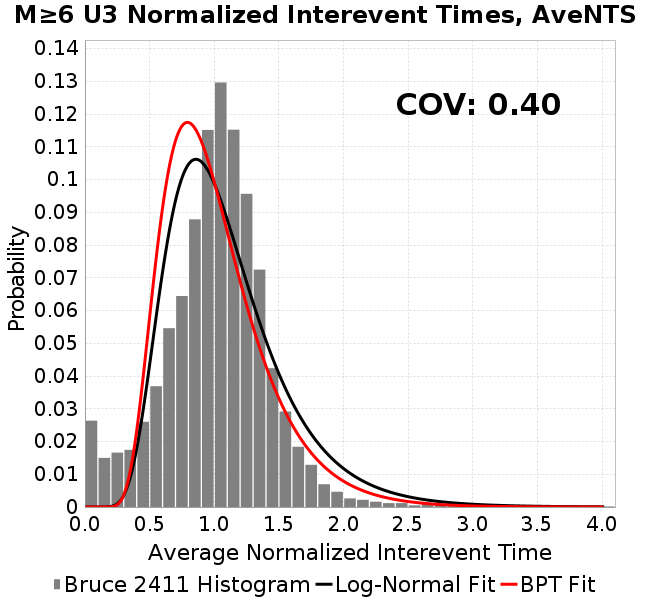 M≥6 U3 Normalized Interevent Times, AveNTS
COV: 0.40
Probability
0.14
0.13
0.12
0.11
0.1
0.09
0.08
0.07
0.06
0.05
0.04
0.03
0.02
0.01
0
0.0 0.5 1.0 1.5 2.0 2.5 3.0 3.5 4.0
Average Normalized Interevent Time
Bruce 2411 Histogram Log-Normal Fit BPT Fit